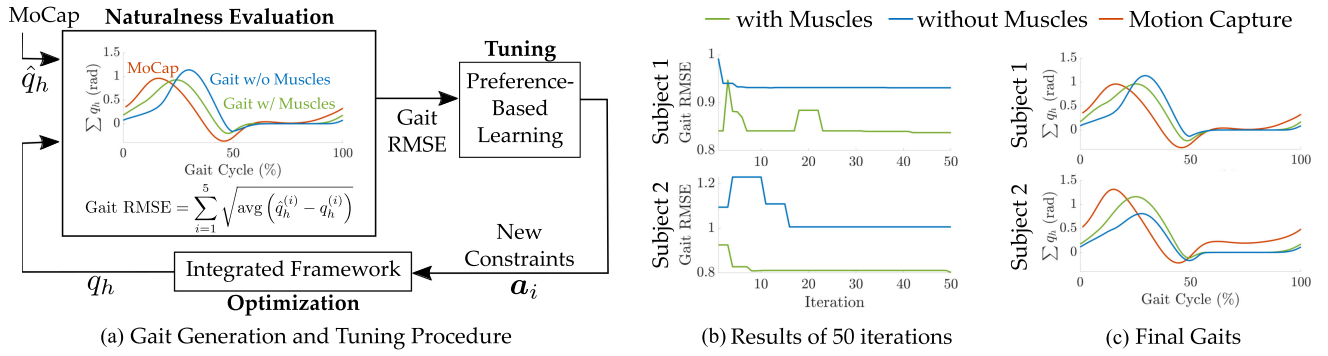 MoCap
Naturalness Evaluation
q̂_h
∑ q_h (rad)
1.5
1
0.5
0
MoCap
Gait w/o Muscles
Gait w/ Muscles
0 50 100
Gait Cycle (%)
Gait RMSE = \sum_{i=1}^{5} \sqrt{avg(q̂_h^{(i)} − q_h^{(i)})}
Gait
RMSE
Tuning
Preference-
Based
Learning
New
Constraints
a_i
Integrated Framework
Optimization
q_h
(a) Gait Generation and Tuning Procedure
with Muscles without Muscles Motion Capture
Subject 1
Gait RMSE
1
0.9
0.8
10 20 30 40 50
Subject 2
Gait RMSE
1.2
1
0.8
10 20 30 40 50
Iteration
(b) Results of 50 iterations
Subject 1
∑ q_h (rad)
1.5
1
0.5
0
0 50 100
Subject 2
∑ q_h (rad)
1.5
1
0.5
0
0 50 100
Gait Cycle (%)
(c) Final Gaits